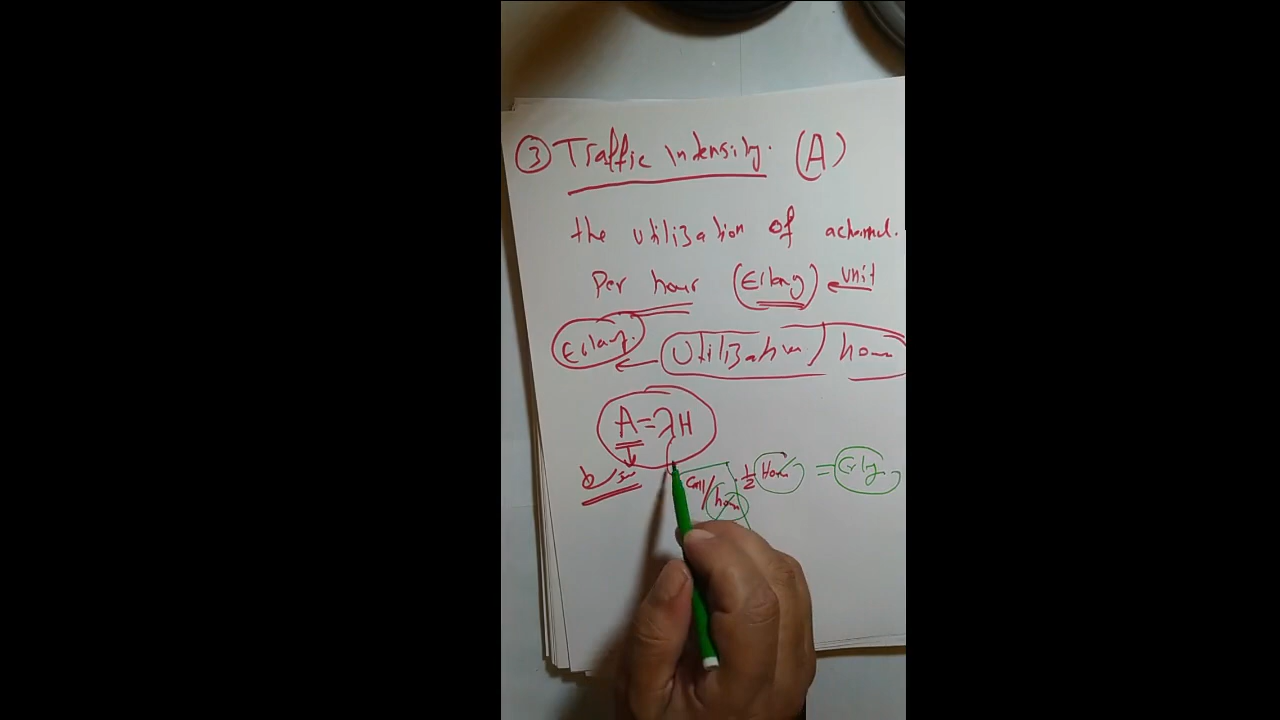 ③ Traffic intensity. (A)
the utilization of a channel.
Per hour (Erlang) ← unit
Erlang. ← Utilization / hour
A = λH
call/hour . 1/2 Hour = Erlg